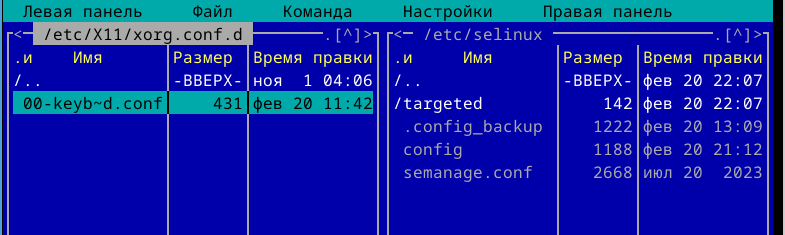 Левая панель Файл Команда Настройки Правая панель
<- /etc/X11/xorg.conf.d .[^]> <- /etc/selinux .[^]>
.и Имя Размер Время правки .и Имя Размер Время правки
/.. -ВВЕРХ- ноя 1 04:06 /.. -ВВЕРХ- фев 20 22:07
00-keyb~d.conf 431 фев 20 11:42 /targeted 142 фев 20 22:07
.config_backup 1222 фев 20 13:09
config 1188 фев 20 21:12
semanage.conf 2668 июл 20 2023